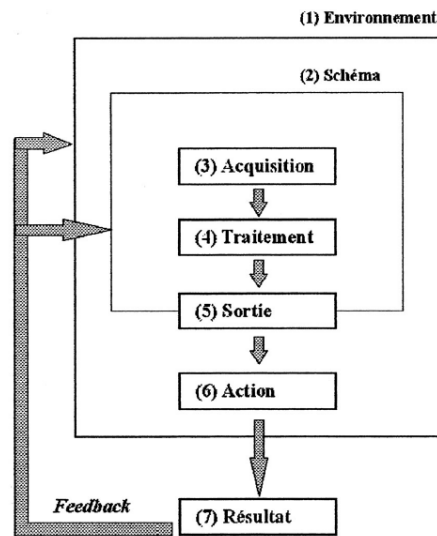 (1) Environnement
(2) Schéma
(3) Acquisition
(4) Traitement
(5) Sortie
(6) Action
Feedback
(7) Résultat